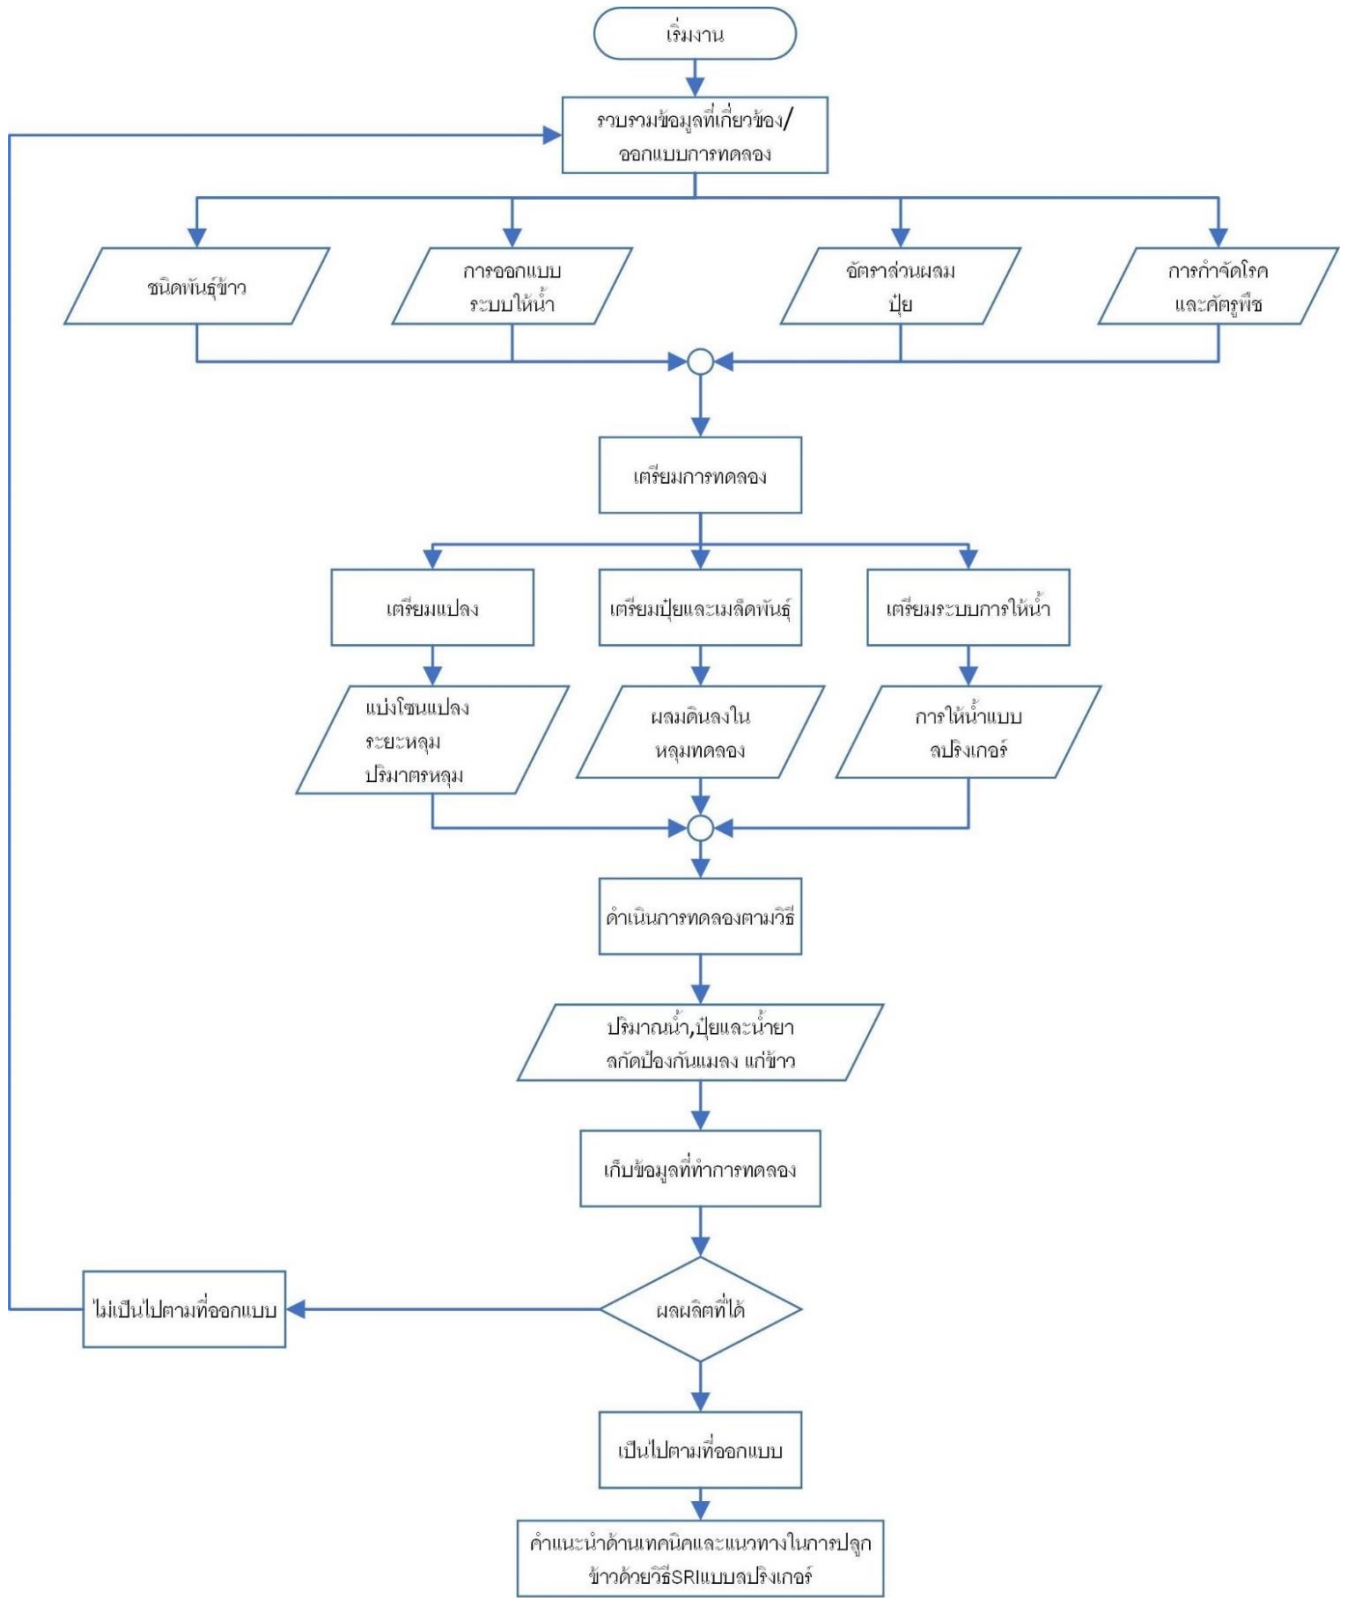 เริ่มงาน
รวบรวมข้อมูลที่เกี่ยวข้อง/
ออกแบบการทดลอง
ชนิดพันธุ์ข้าว
การออกแบบ
ระบบให้น้ำ
อัตราส่วนผสม
ปุ๋ย
การกำจัดโรค
และศัตรูพืช
เตรียมการทดลอง
เตรียมแปลง
เตรียมปุ๋ยและเมล็ดพันธุ์
เตรียมระบบการให้น้ำ
แบ่งโซนแปลง
ระยะหลุม
ปริมาตรหลุม
ผสมดินลงใน
หลุมทดลอง
การให้น้ำแบบ
สปริงเกอร์
ดำเนินการทดลองตามวิธี
ปริมาณน้ำ,ปุ๋ยและน้ำยา
สกัดป้องกันแมลง แก่ข้าว
เก็บข้อมูลที่ทำการทดลอง
ไม่เป็นไปตามที่ออกแบบ
ผลผลิตที่ได้
เป็นไปตามที่ออกแบบ
คำแนะนำด้านเทคนิคและแนวทางในการปลูก
ข้าวด้วยวิธีSRIแบบสปริงเกอร์